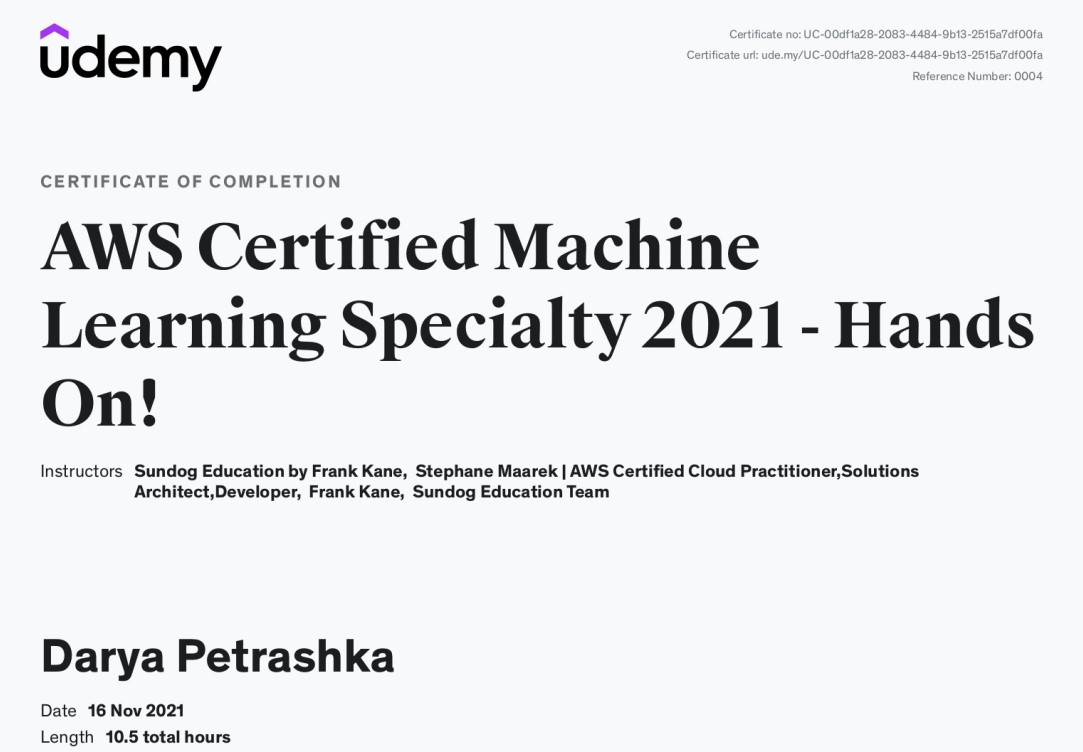 udemy
Certificate no: UC-00df1a28-2083-4484-9b13-2515a7df00fa
Certificate url: ude.my/UC-00df1a28-2083-4484-9b13-2515a7df00fa
Reference Number: 0004
CERTIFICATE OF COMPLETION
AWS Certified Machine
Learning Specialty 2021 - Hands
On!
Instructors Sundog Education by Frank Kane, Stephane Maarek | AWS Certified Cloud Practitioner,Solutions
Architect,Developer, Frank Kane, Sundog Education Team
Darya Petrashka
Date 16 Nov 2021
Length 10.5 total hours